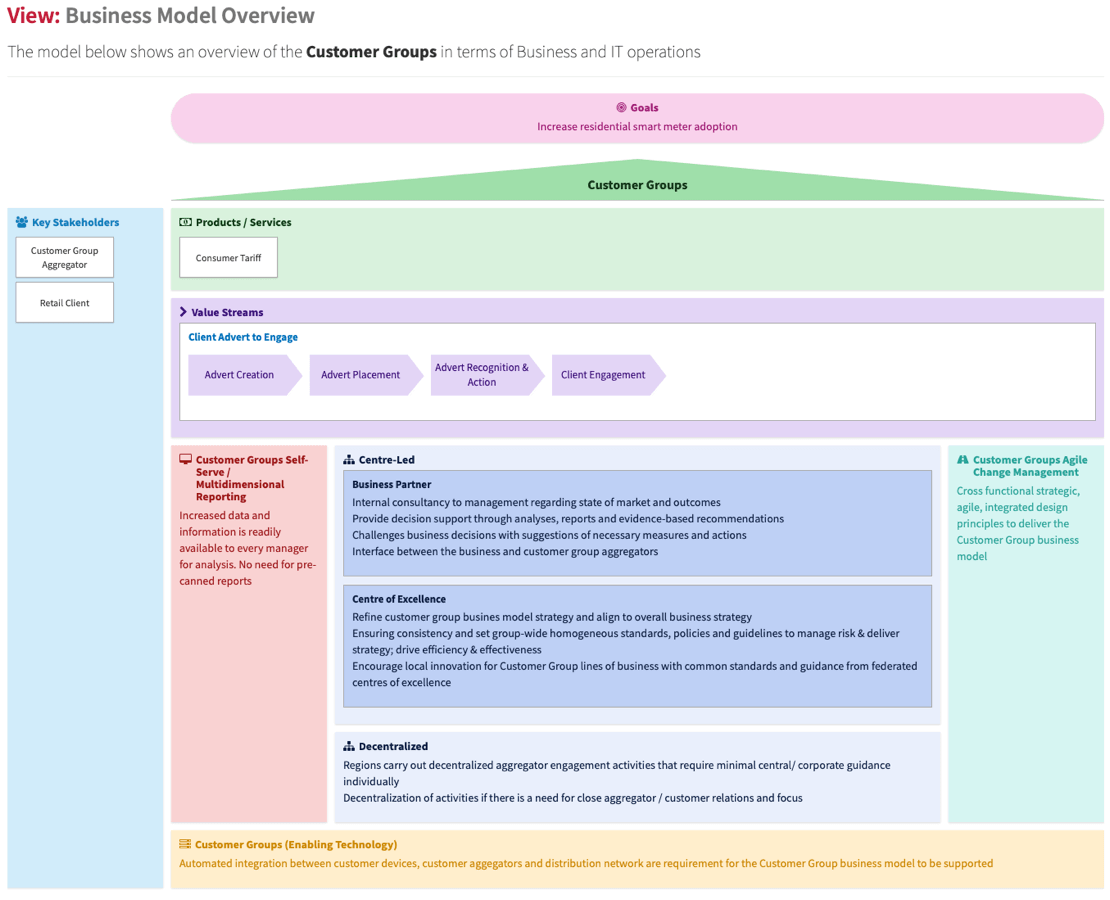 View: Business Model Overview
The model below shows an overview of the Customer Groups in terms of Business and IT operations
Goals
Increase residential smart meter adoption
Customer Groups
Key Stakeholders
Customer Group
Aggregator
Retail Client
Products / Services
Consumer Tariff
Value Streams
Client Advert to Engage
Advert Creation
Advert Placement
Advert Recognition &
Action
Client Engagement
Customer Groups Self-
Serve /
Multidimensional
Reporting
Increased data and
information is readily
available to every manager
for analysis. No need for pre-
canned reports
Centre-Led
Business Partner
Internal consultancy to management regarding state of market and outcomes
Provide decision support through analyses, reports and evidence-based recommendations
Challenges business decisions with suggestions of necessary measures and actions
Interface between the business and customer group aggregators
Centre of Excellence
Refine customer group busines model strategy and align to overall business strategy
Ensuring consistency and set group-wide homogeneous standards, policies and guidelines to manage risk & deliver
strategy; drive efficiency & effectiveness
Encourage local innovation for Customer Group lines of business with common standards and guidance from federated
centres of excellence
Decentralized
Regions carry out decentralized aggregator engagement activities that require minimal central/ corporate guidance
individually
Decentralization of activities if there is a need for close aggregator / customer relations and focus
Customer Groups Agile
Change Management
Cross functional strategic,
agile, integrated design
principles to deliver the
Customer Group business
model
Customer Groups (Enabling Technology)
Automated integration between customer devices, customer aggegators and distribution network are requirement for the Customer Group business model to be supported